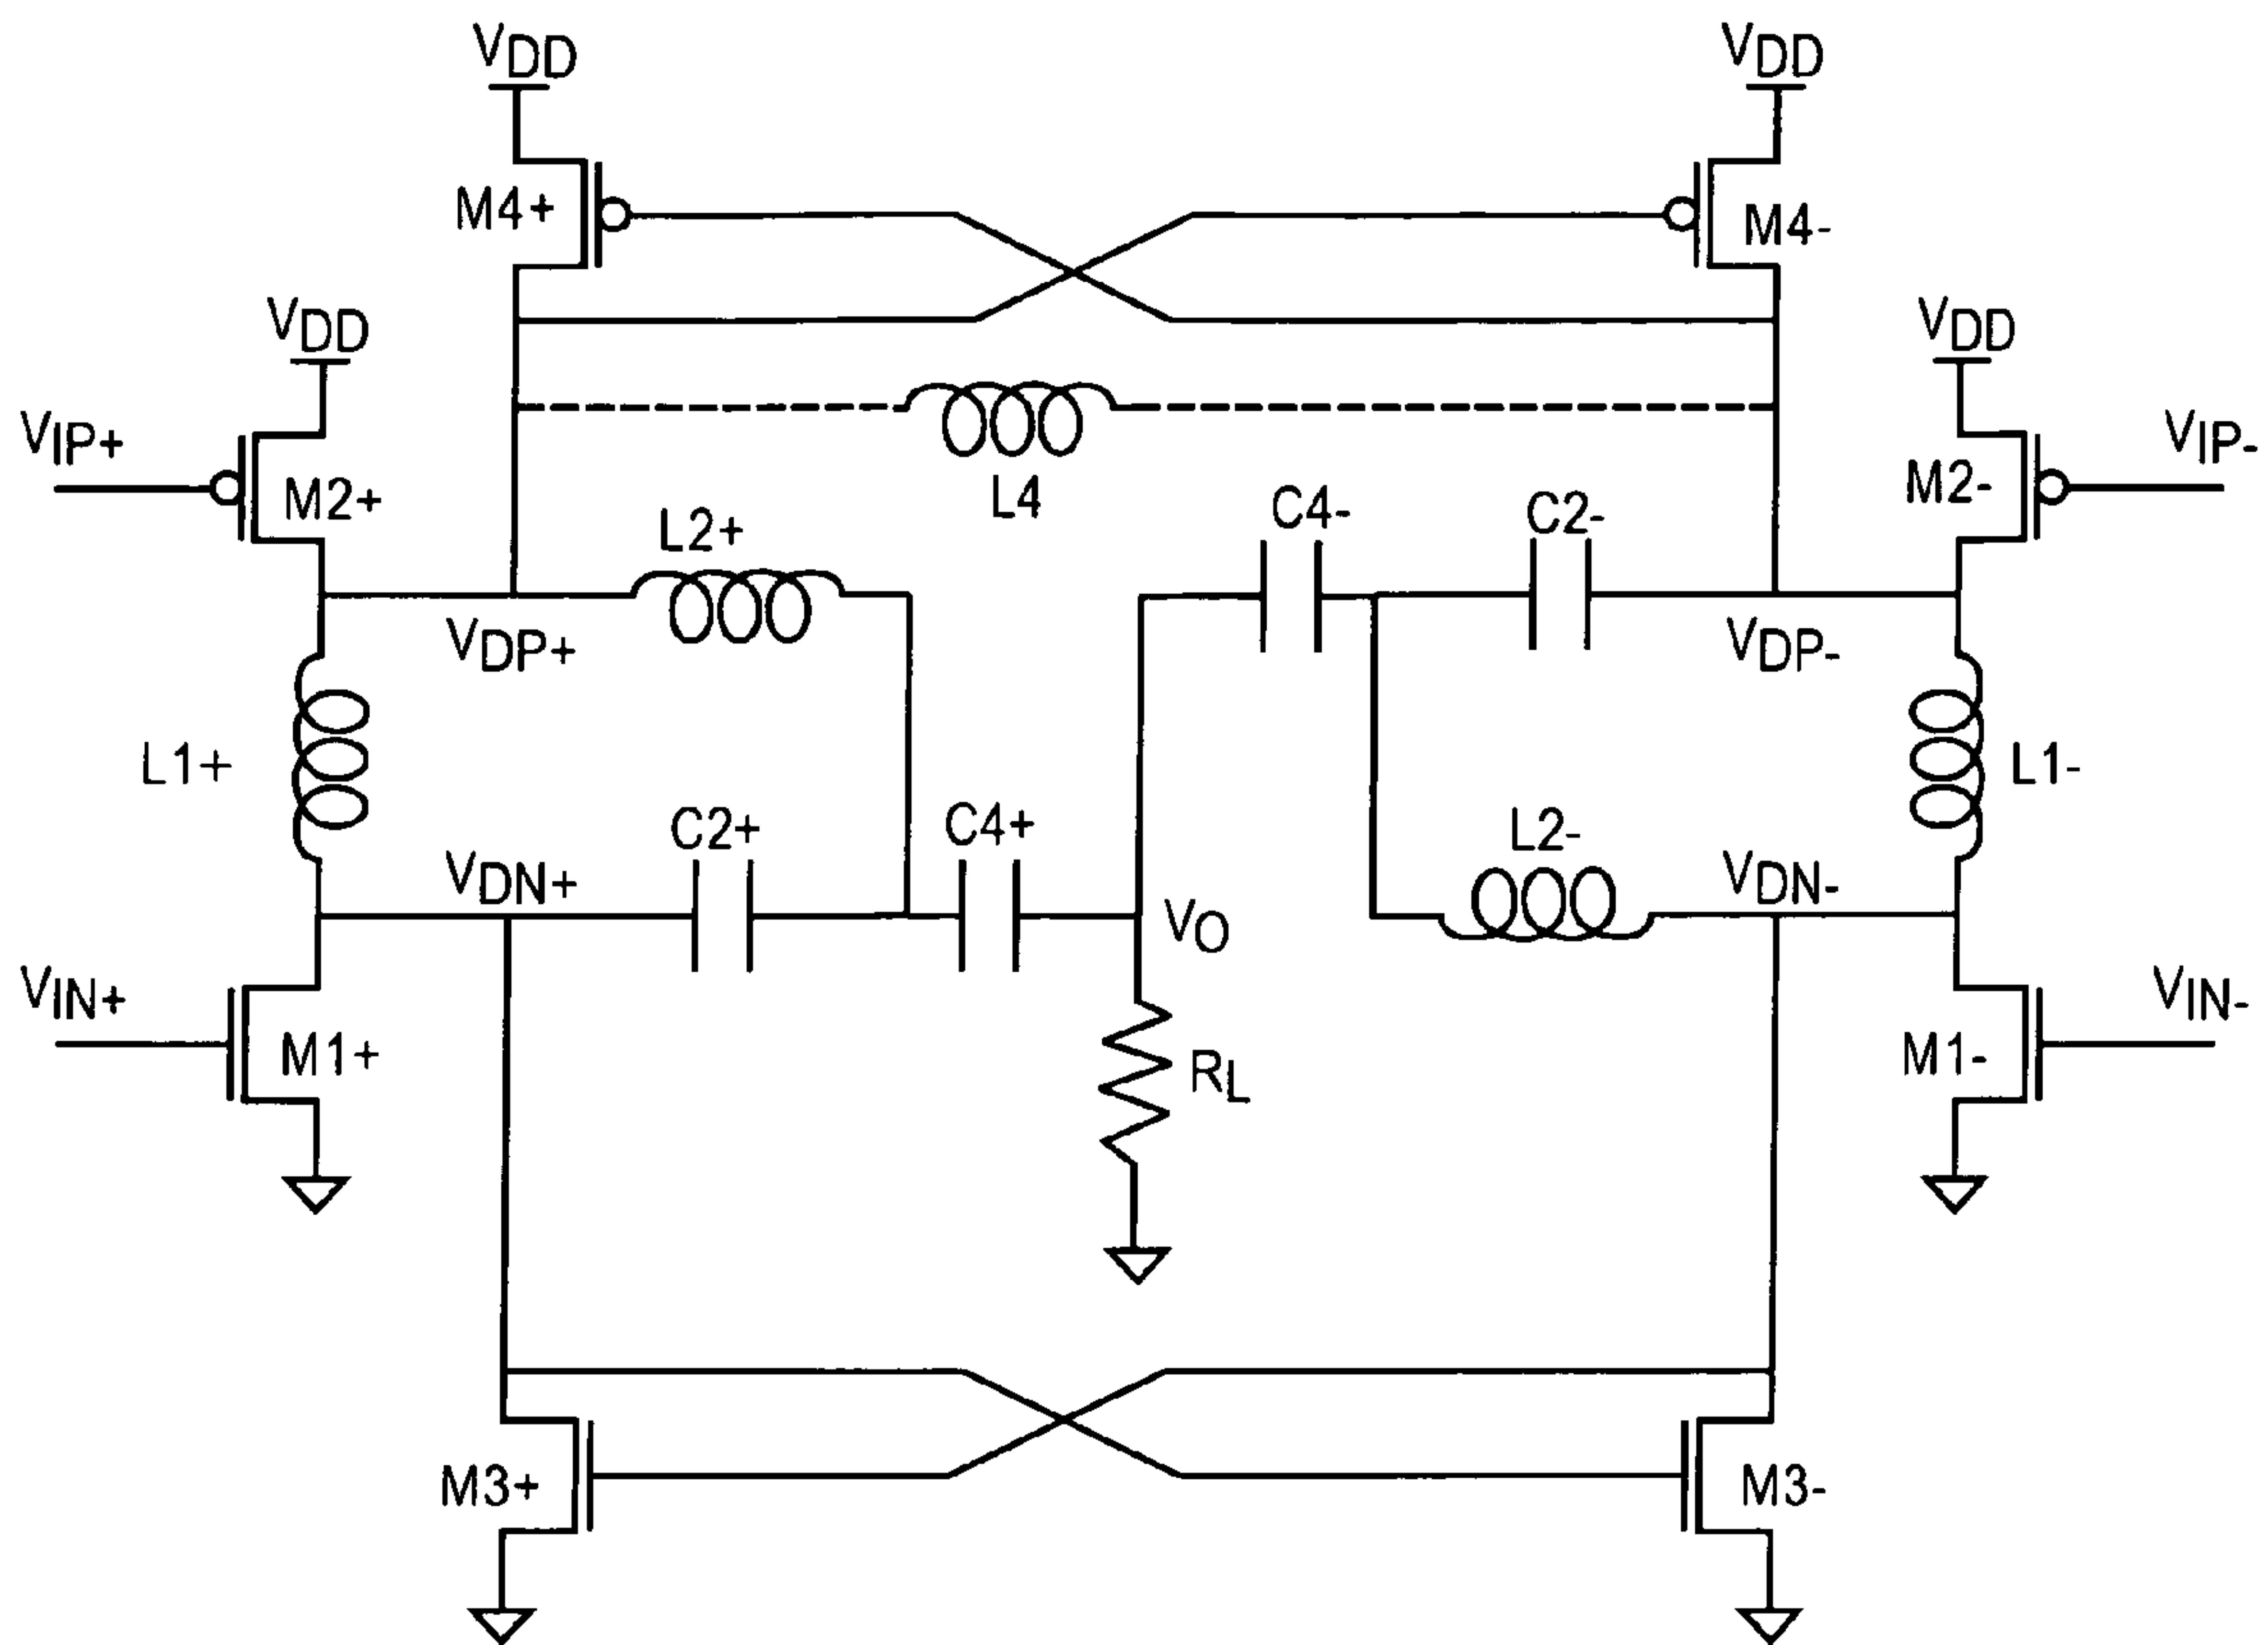 VDD
VDD
M4+
M4-
VDD
VDD
VIP+
VIP-
M2+
L4
M2-
L2+
C4-
C2-
VDP+
VDP-
L1+
L1-
C2+
C4+
L2-
VDN+
VDN-
VO
VIN+
VIN-
M1+
RL
M1-
M3+
M3-